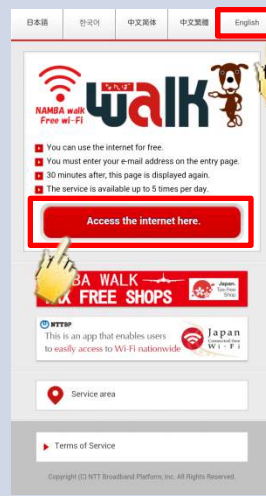 日本語 한국어 中文简体 中文繁體 English
NAMBA walk
Free wi-Fi
なんば
walk
You can use the internet for free.
You must enter your e-mail address on the entry page.
30 minutes after, this page is displayed again.
The service is available up to 5 times per day.
Access the internet here.
BA WALK
X FREE SHOPS
Japan.
Tax-free
Shop
NTTBP
This is an app that enables users
to easily access to Wi-Fi nationwide
Japan
Connected-free
Wi-Fi
Service area
Terms of Service
Copyright (C) NTT Broadband Platform, Inc. All Rights Reserved.